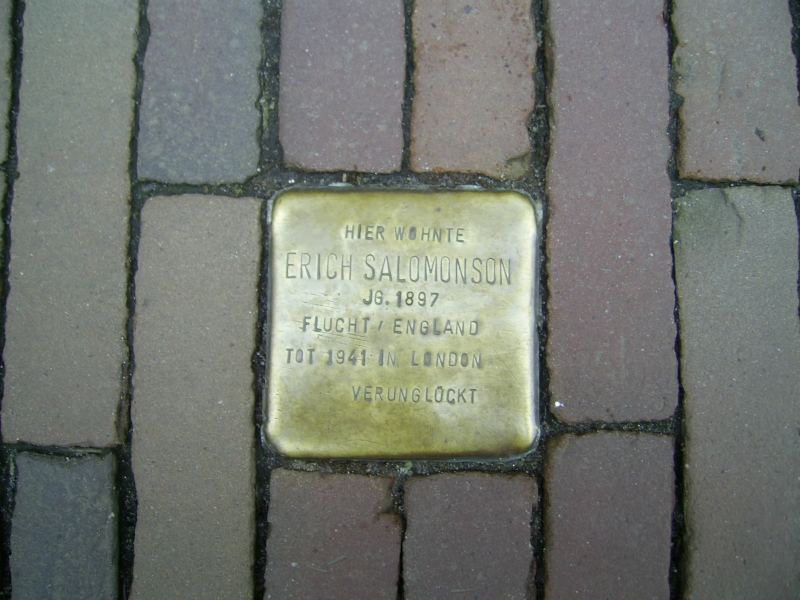 HIER WOHNTE
ERICH SALOMONSON
JG. 1897
FLUCHT / ENGLAND
TOT 1941 IN LONDON
VERUNGLÜCKT